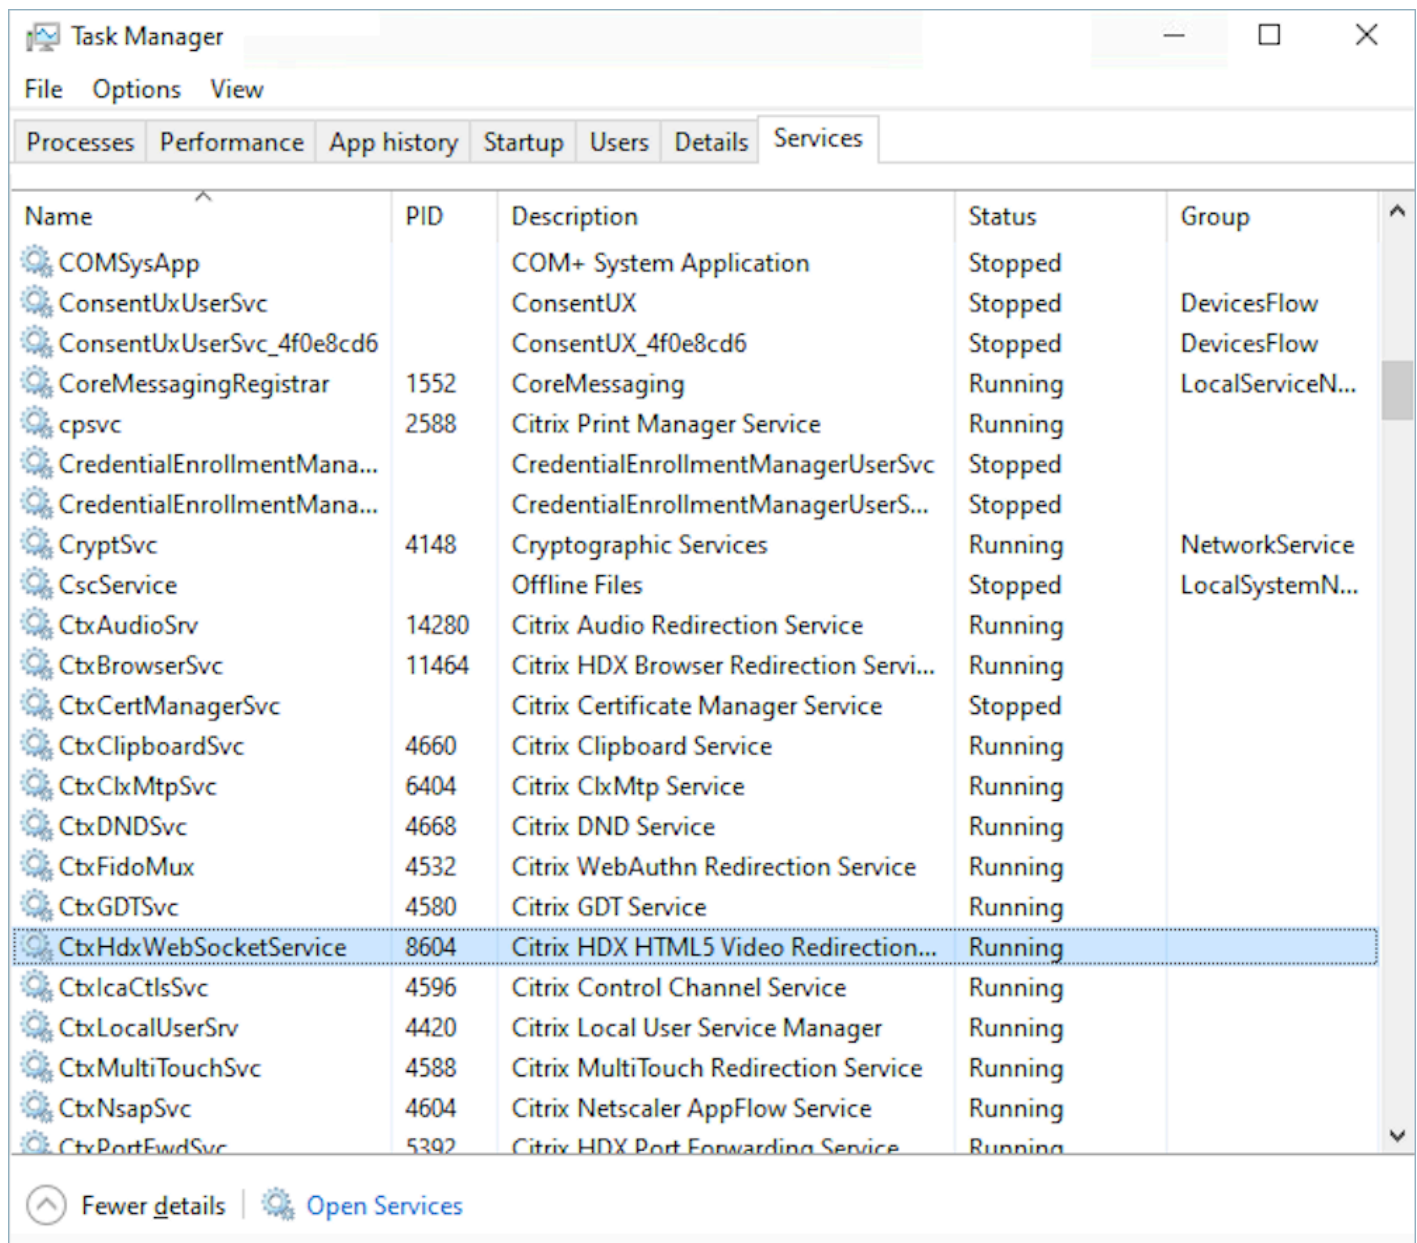 Task Manager
File Options View
Processes Performance App history Startup Users Details Services
Name PID Description Status Group
COMSysApp COM+ System Application Stopped
ConsentUxUserSvc ConsentUX Stopped DevicesFlow
ConsentUxUserSvc_4f0e8cd6 ConsentUX_4f0e8cd6 Stopped DevicesFlow
CoreMessagingRegistrar 1552 CoreMessaging Running LocalServiceN...
cpsvc 2588 Citrix Print Manager Service Running
CredentialEnrollmentMana... CredentialEnrollmentManagerUserSvc Stopped
CredentialEnrollmentMana... CredentialEnrollmentManagerUserS... Stopped
CryptSvc 4148 Cryptographic Services Running NetworkService
CscService Offline Files Stopped LocalSystemN...
CtxAudioSrv 14280 Citrix Audio Redirection Service Running
CtxBrowserSvc 11464 Citrix HDX Browser Redirection Servi... Running
CtxCertManagerSvc Citrix Certificate Manager Service Stopped
CtxClipboardSvc 4660 Citrix Clipboard Service Running
CtxClxMtpSvc 6404 Citrix ClxMtp Service Running
CtxDNDSvc 4668 Citrix DND Service Running
CtxFidoMux 4532 Citrix WebAuthn Redirection Service Running
CtxGDTSvc 4580 Citrix GDT Service Running
CtxHdxWebSocketService 8604 Citrix HDX HTML5 Video Redirection... Running
CtxIcaCtlsSvc 4596 Citrix Control Channel Service Running
CtxLocalUserSrv 4420 Citrix Local User Service Manager Running
CtxMultiTouchSvc 4588 Citrix MultiTouch Redirection Service Running
CtxNsapSvc 4604 Citrix Netscaler AppFlow Service Running
CtxPortFwdSvc 5392 Citrix HDX Port Forwarding Service Running
Fewer details Open Services